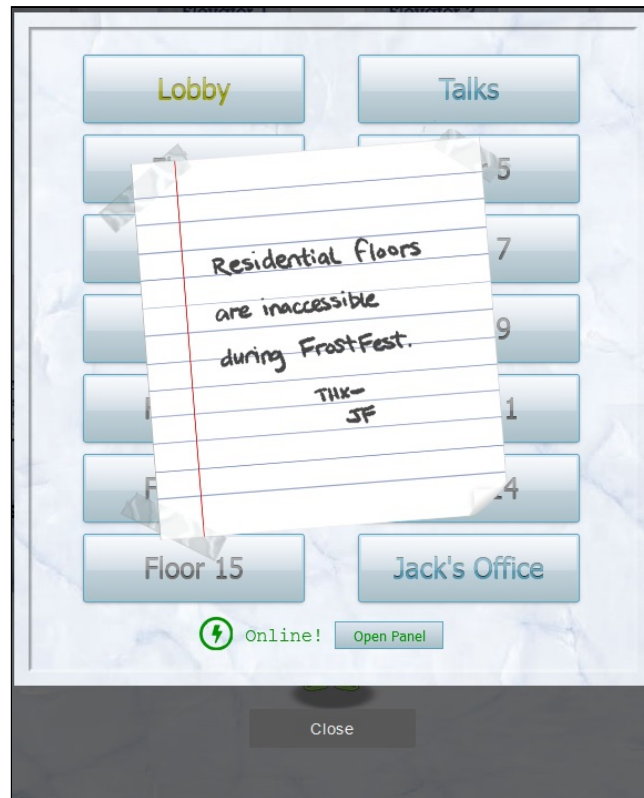 Lobby
Talks
5
7
9
Residential floors
are inaccessible
during FrostFest.
THX-
JF
1
F
4
Floor 15
Jack's Office
Online!
Open Panel
Close